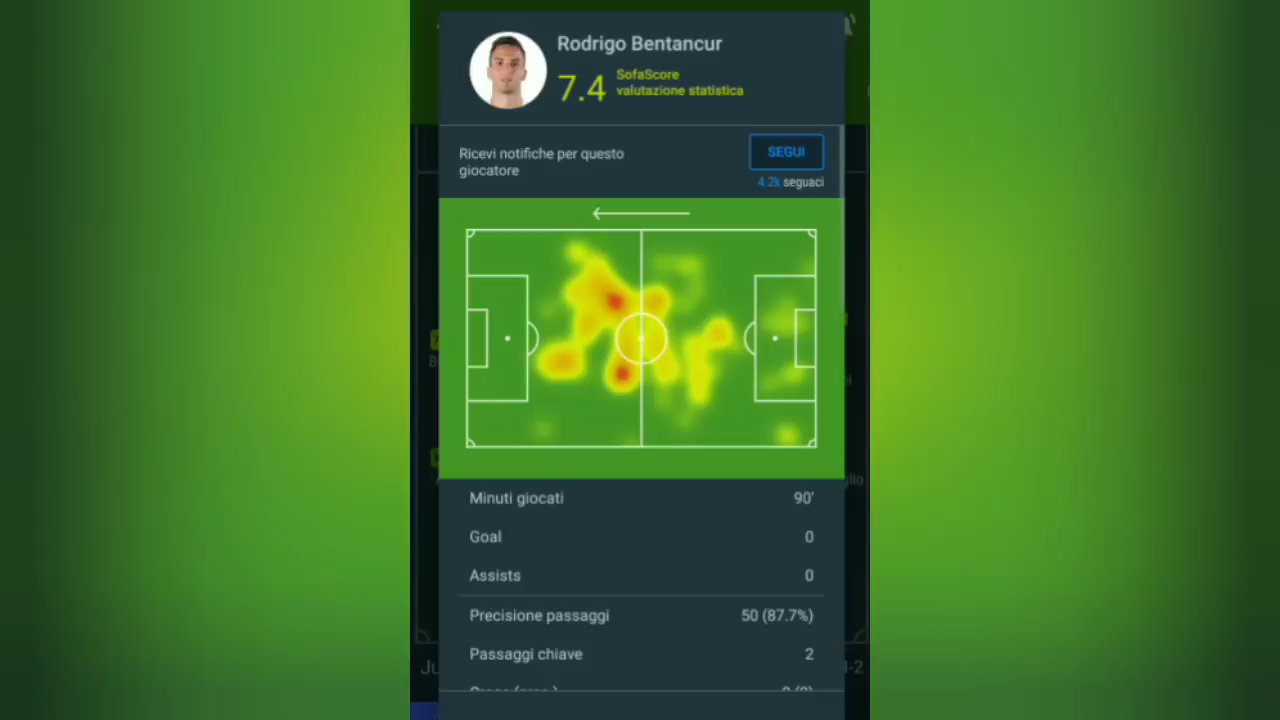 Rodrigo Bentancur
7.4
SofaScore
valutazione statistica
Ricevi notifiche per questo
giocatore
SEGUI
4.2k seguaci
Minuti giocati 90'
Goal 0
Assists 0
Precisione passaggi 50 (87.7%)
Passaggi chiave 2